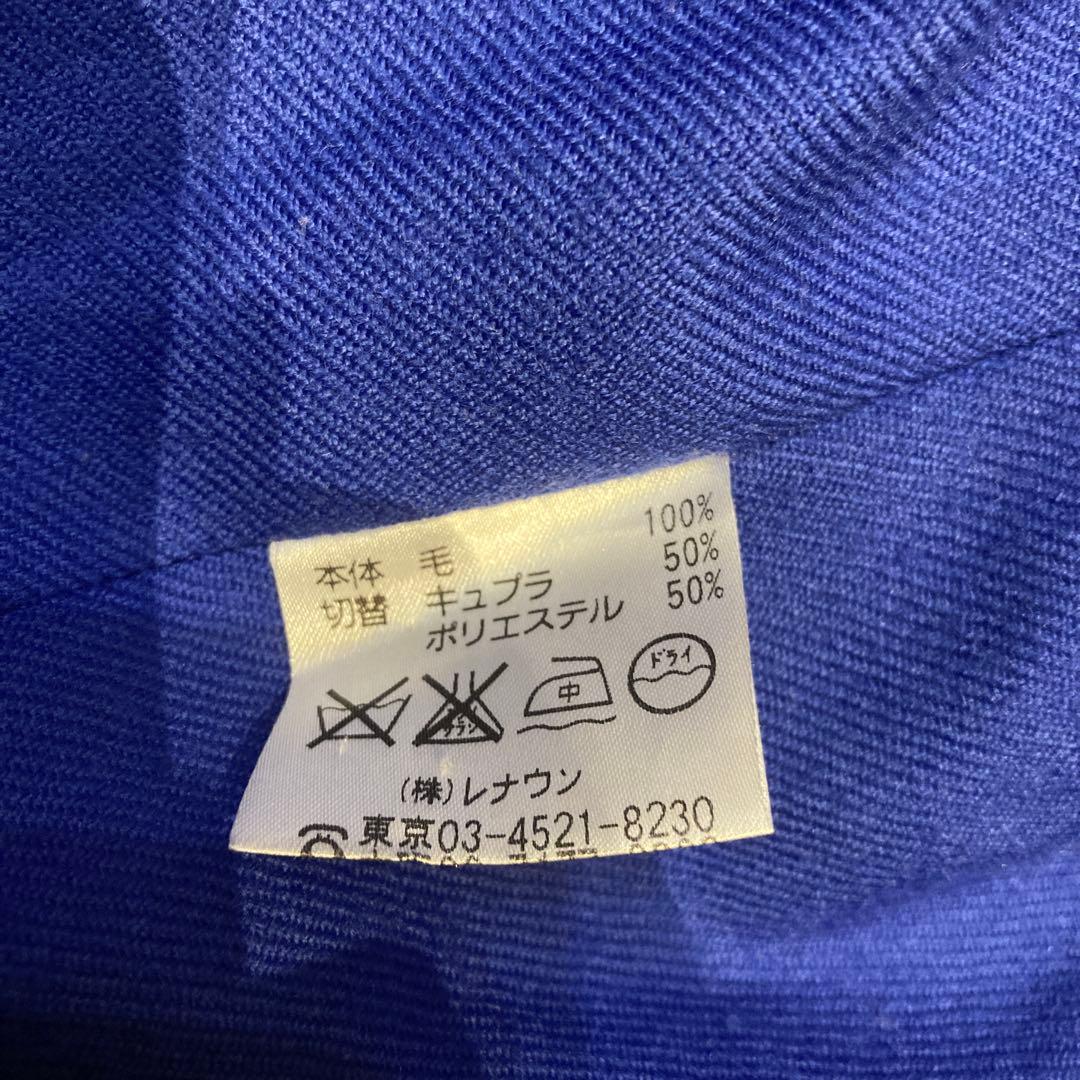 本体 毛 100%
切替 キュプラ 50%
ポリエステル 50%
中
ドライ
(株)レナウン
東京03-4521-8230